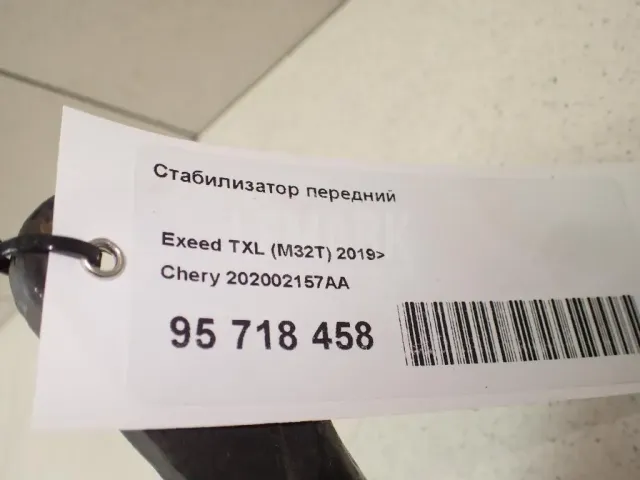 Стабилизатор передний
Exeed TXL (M32T) 2019>
Chery 202002157AA
95 718 458